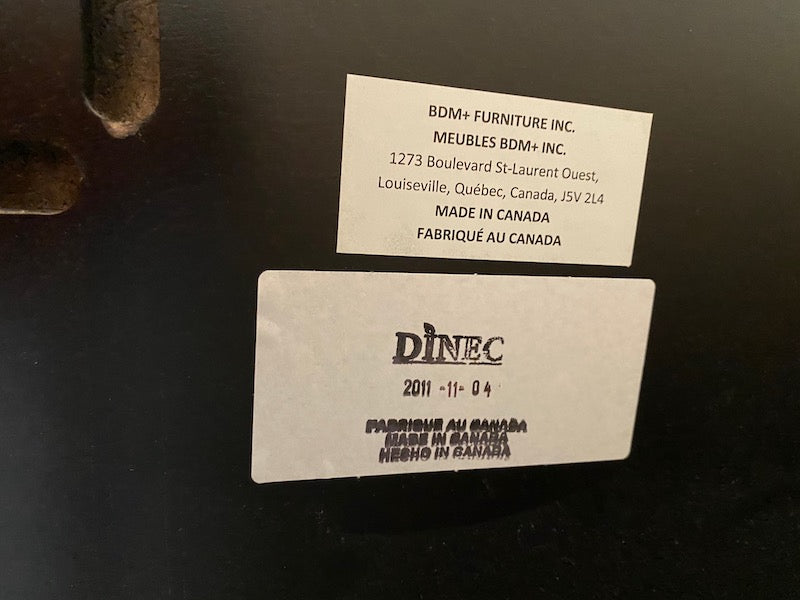 BDM+ FURNITURE INC.
MEUBLES BDM+ INC.
1273 Boulevard St-Laurent Ouest,
Louiseville, Québec, Canada, J5V 2L4
MADE IN CANADA
FABRIQUÉ AU CANADA
DINEC
2011 -11- 04
FABRIQUE AU CANADA
MADE IN CANADA
HECHO IN CANADA